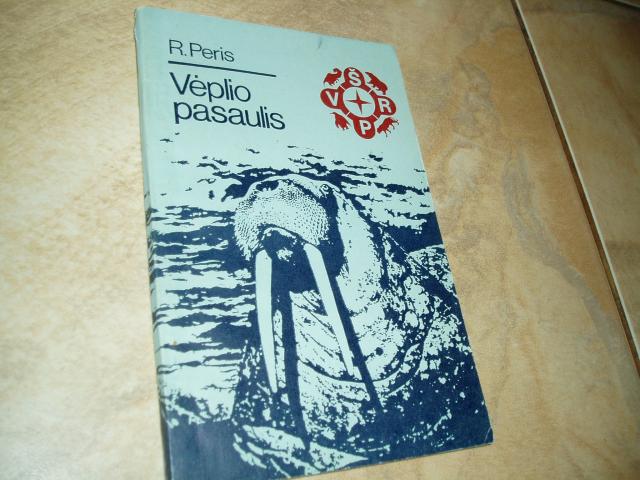 R. Peris
Vėplio
pasaulis
Š
V R
P